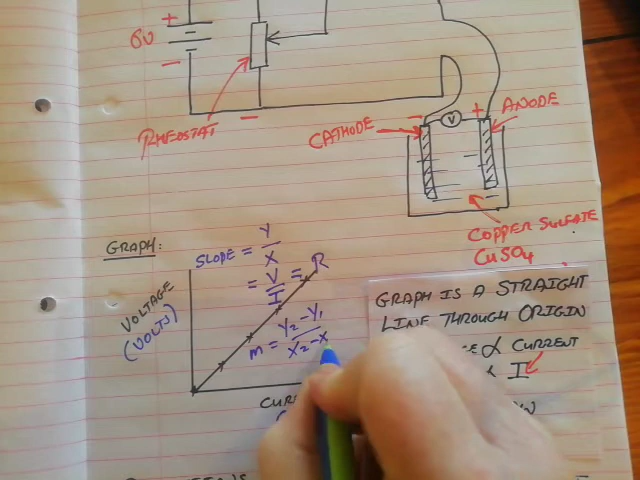 +
6V
-
RHEOSTAT
-
- V +
CATHODE
ANODE
COPPER SULFATE
CuSO4
GRAPH:
VOLTAGE
(VOLTS)
SLOPE = Y/X
= V/I = R
m = Y2-Y1/X2-X
GRAPH IS A STRAIGHT
LINE THROUGH ORIGIN
∝ CURRENT
I